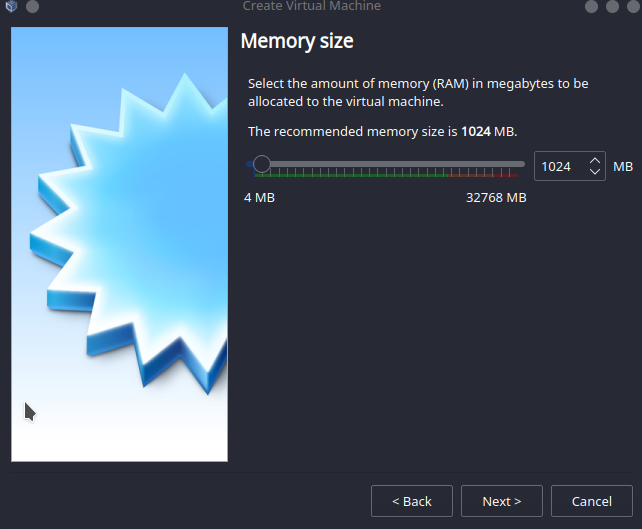 Create Virtual Machine
Memory size
Select the amount of memory (RAM) in megabytes to be
allocated to the virtual machine.
The recommended memory size is 1024 MB.
1024 MB
4 MB 32768 MB
< Back Next > Cancel